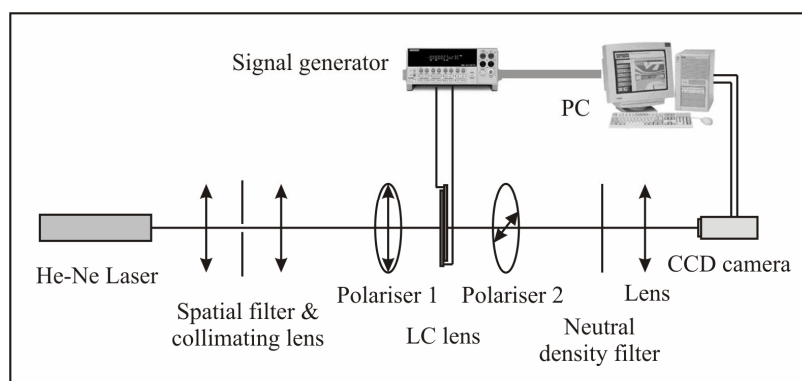 Signal generator
PC
He-Ne Laser
Spatial filter &
collimating lens
Polariser 1
LC lens
Polariser 2
Neutral
density filter
Lens
CCD camera